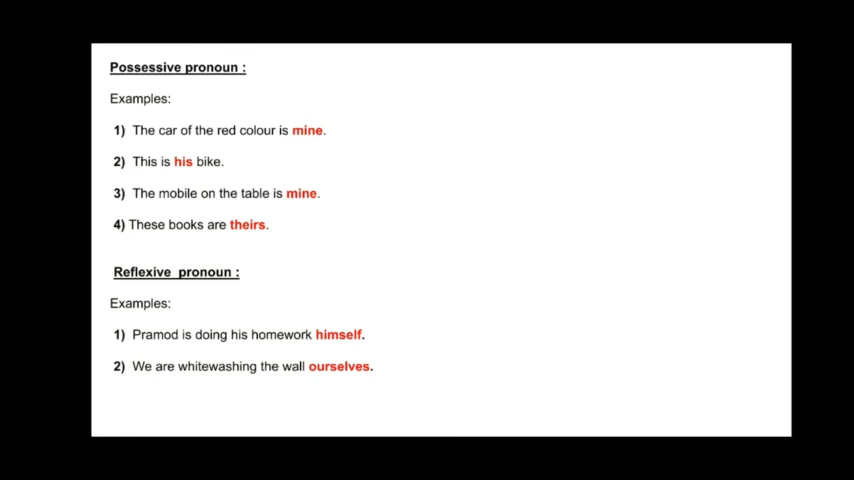 Possessive pronoun :
Examples:
1) The car of the red colour is mine.
2) This is his bike.
3) The mobile on the table is mine.
4) These books are theirs.
Reflexive pronoun :
Examples:
1) Pramod is doing his homework himself.
2) We are whitewashing the wall ourselves.